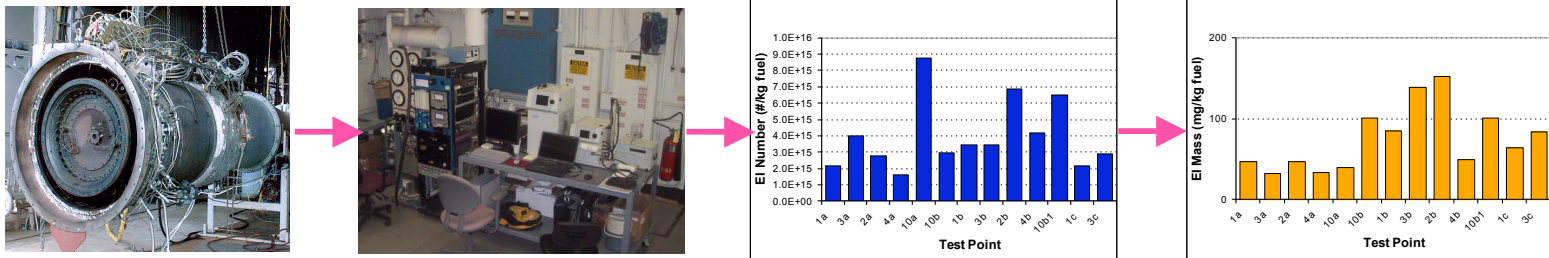 EI Number (#/kg fuel)
1.0E+16
9.0E+15
8.0E+15
7.0E+15
6.0E+15
5.0E+15
4.0E+15
3.0E+15
2.0E+15
1.0E+15
0.0E+00
1a 3a 2a 4a 10a 10b 1b 3b 2b 4b 10b1 1c 3c
Test Point
EI Mass (mg/kg fuel)
200
100
0
1a 3a 2a 4a 10a 10b 1b 3b 2b 4b 10b1 1c 3c
Test Point